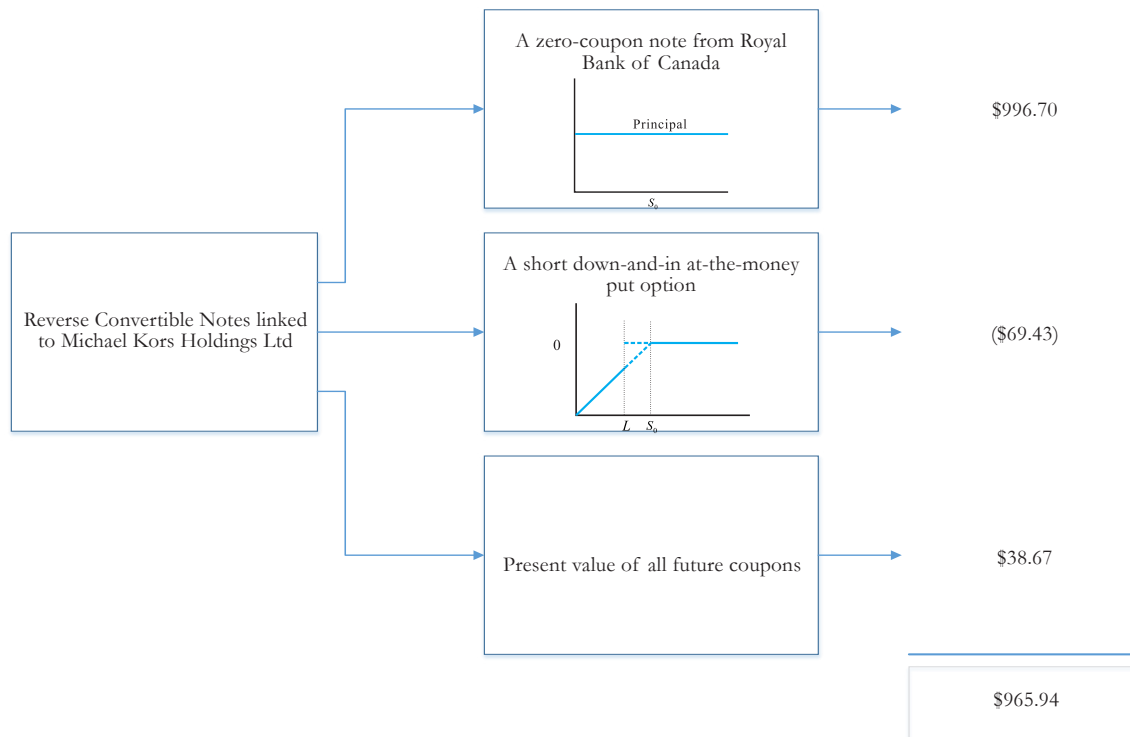 A zero-coupon note from Royal
Bank of Canada
Principal
S₀
$996.70
Reverse Convertible Notes linked
to Michael Kors Holdings Ltd
A short down-and-in at-the-money
put option
0
L S₀
($69.43)
Present value of all future coupons
$38.67
$965.94